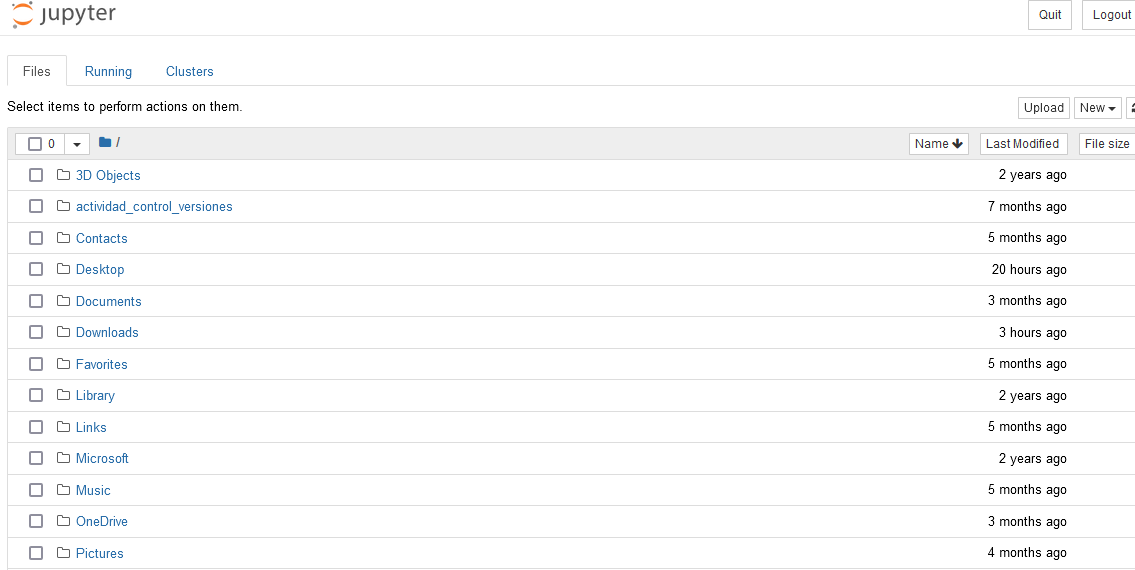 jupyter
Quit
Logout
Files
Running
Clusters
Select items to perform actions on them.
Upload
New
0
/
Name
Last Modified
File size
3D Objects
2 years ago
actividad_control_versiones
7 months ago
Contacts
5 months ago
Desktop
20 hours ago
Documents
3 months ago
Downloads
3 hours ago
Favorites
5 months ago
Library
2 years ago
Links
5 months ago
Microsoft
2 years ago
Music
5 months ago
OneDrive
3 months ago
Pictures
4 months ago